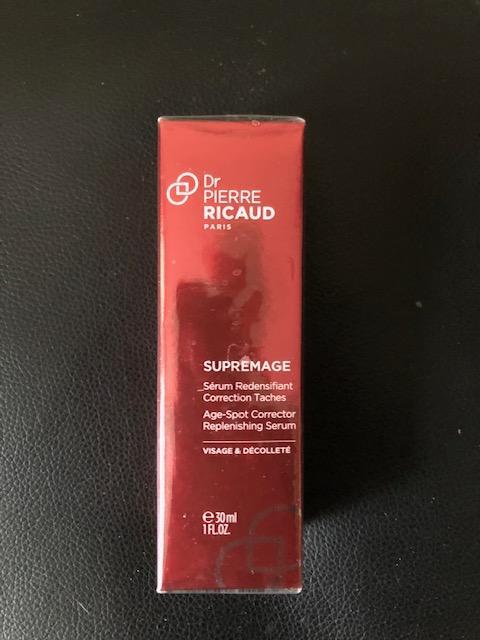 Dr
PIERRE
RICAUD
PARIS
SUPREMAGE
_Sérum Redensifiant
Correction Taches
Age-Spot Corrector
Replenishing Serum
VISAGE & DÉCOLLETÉ
℮ 30 ml
1 FL.OZ.